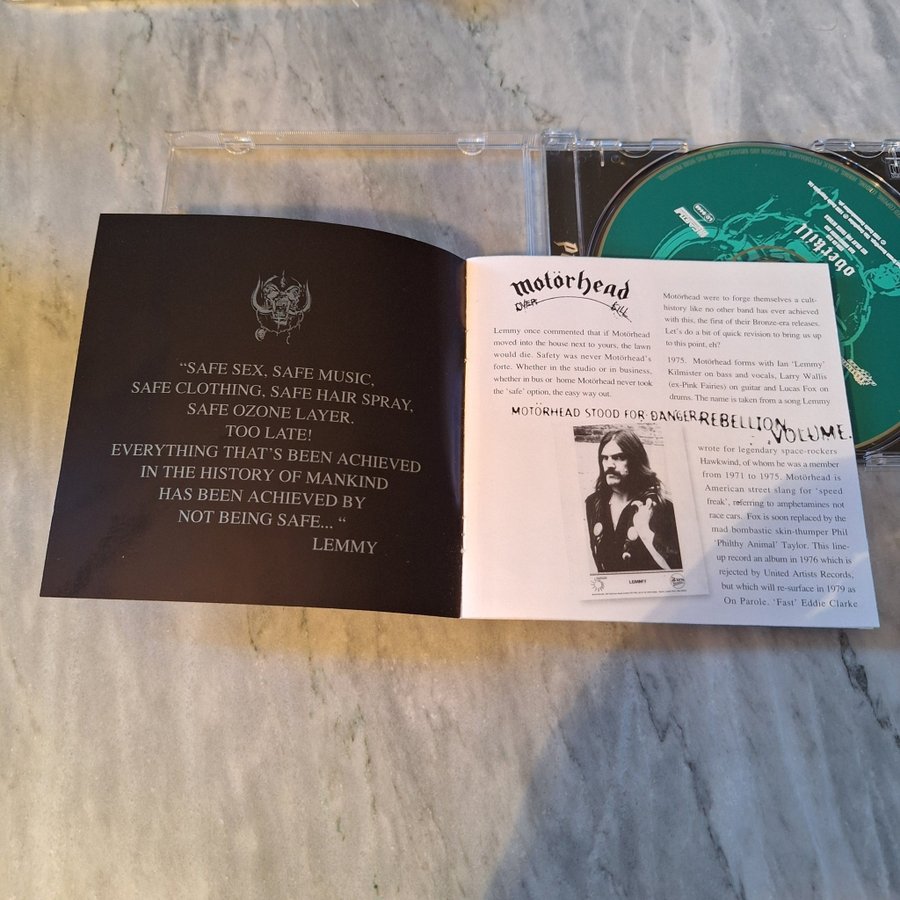 “SAFE SEX, SAFE MUSIC,
SAFE CLOTHING, SAFE HAIR SPRAY,
SAFE OZONE LAYER.
TOO LATE!
EVERYTHING THAT’S BEEN ACHIEVED
IN THE HISTORY OF MANKIND
HAS BEEN ACHIEVED BY
NOT BEING SAFE... “
LEMMY
Motörhead
OVER KILL
Lemmy once commented that if Motörhead
moved into the house next to yours, the lawn
would die. Safety was never Motörhead’s
forte. Whether in the studio or in business,
whether in bus or home Motörhead never took
the ‘safe’ option, the easy way out.
Motörhead were to forge themselves a cult-
history like no other band has ever achieved
with this, the first of their Bronze-era releases.
Let’s do a bit of quick revision to bring us up
to this point, eh?
1975. Motörhead forms with Ian ‘Lemmy’
Kilmister on bass and vocals, Larry Wallis
(ex-Pink Fairies) on guitar and Lucas Fox on
drums. The name is taken from a song Lemmy
MOTÖRHEAD STOOD FOR DANGER REBELLION, VOLUME.
wrote for legendary space-rockers
Hawkwind, of whom he was a member
from 1971 to 1975. Motörhead is
American street slang for ‘speed
freak’, referring to amphetamines not
race cars. Fox is soon replaced by the
mad bombastic skin-thumper Phil
‘Philthy Animal’ Taylor. This line-
up record an album in 1976 which is
rejected by United Artists Records,
but which will re-surface in 1979 as
On Parole. ‘Fast’ Eddie Clarke
LEMMY
overkill